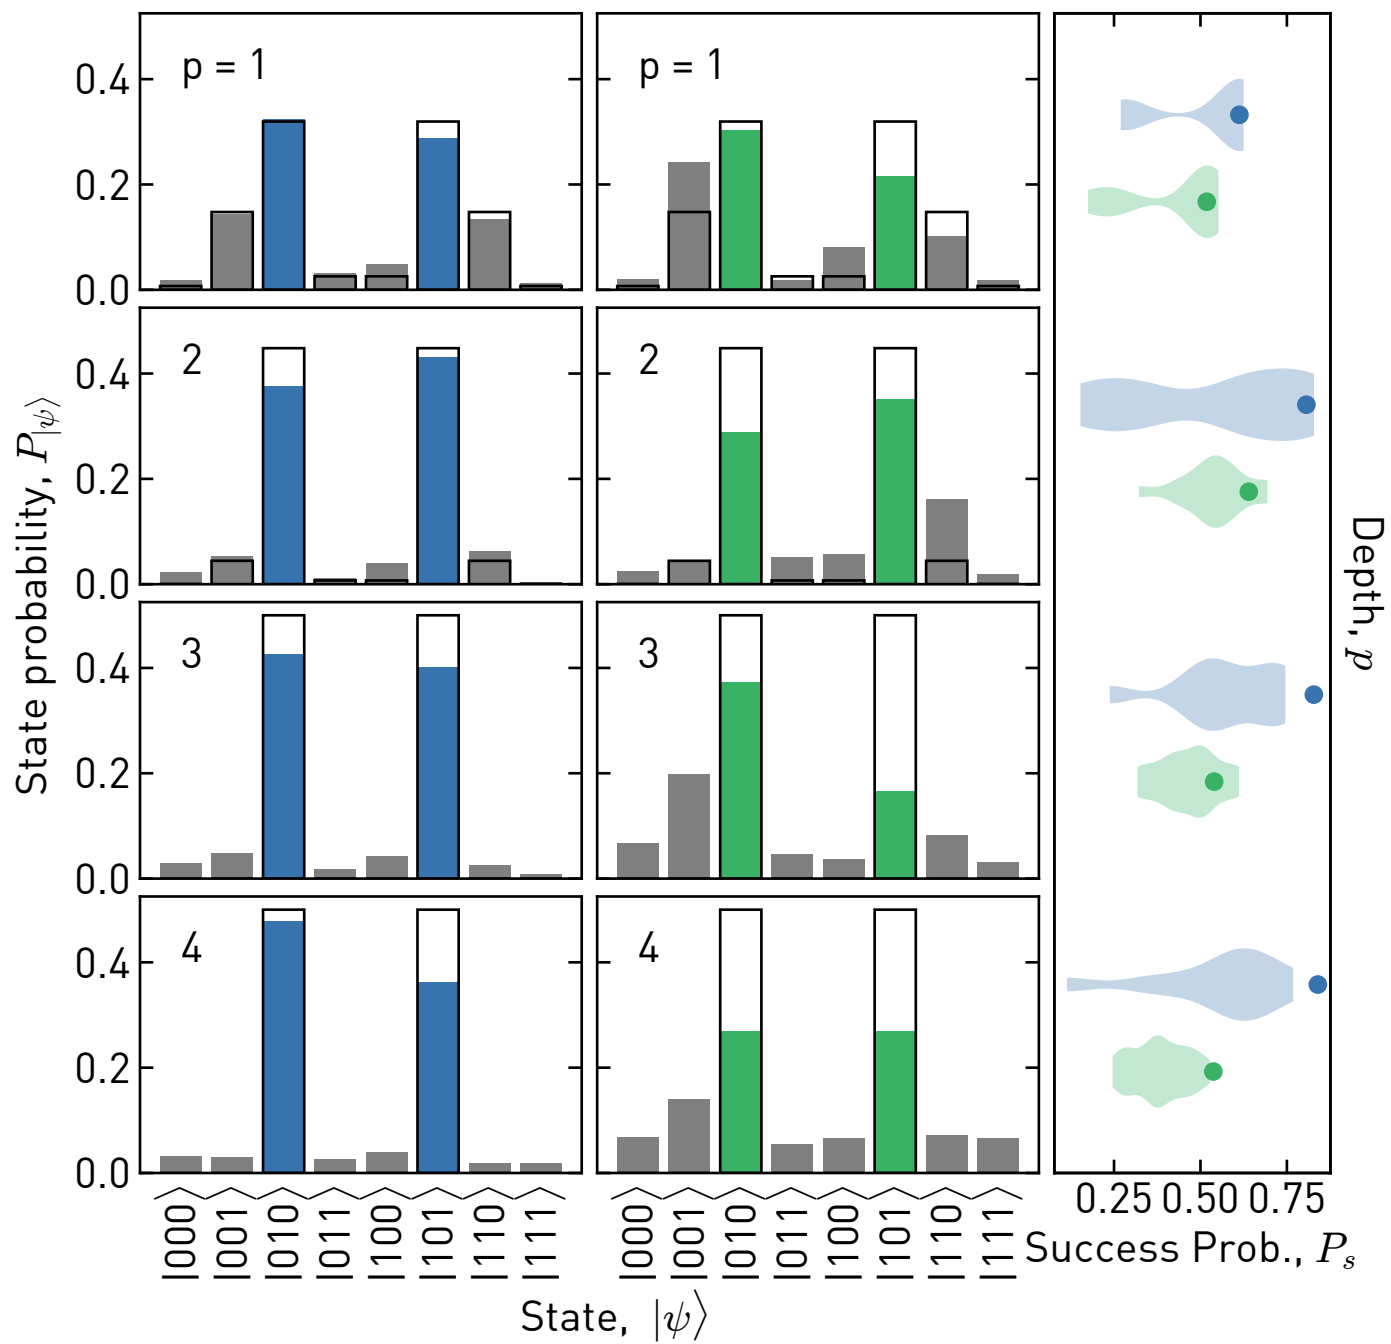 p = 1
p = 1
0.4
0.2
0.0
2
2
0.4
0.2
0.0
3
3
0.4
0.2
0.0
4
4
0.4
0.2
0.0
State probability, P|ψ⟩
Depth, p
|000⟩ |001⟩ |010⟩ |011⟩ |100⟩ |101⟩ |110⟩ |111⟩
|000⟩ |001⟩ |010⟩ |011⟩ |100⟩ |101⟩ |110⟩ |111⟩
0.25 0.50 0.75
Success Prob., Ps
State, |ψ⟩